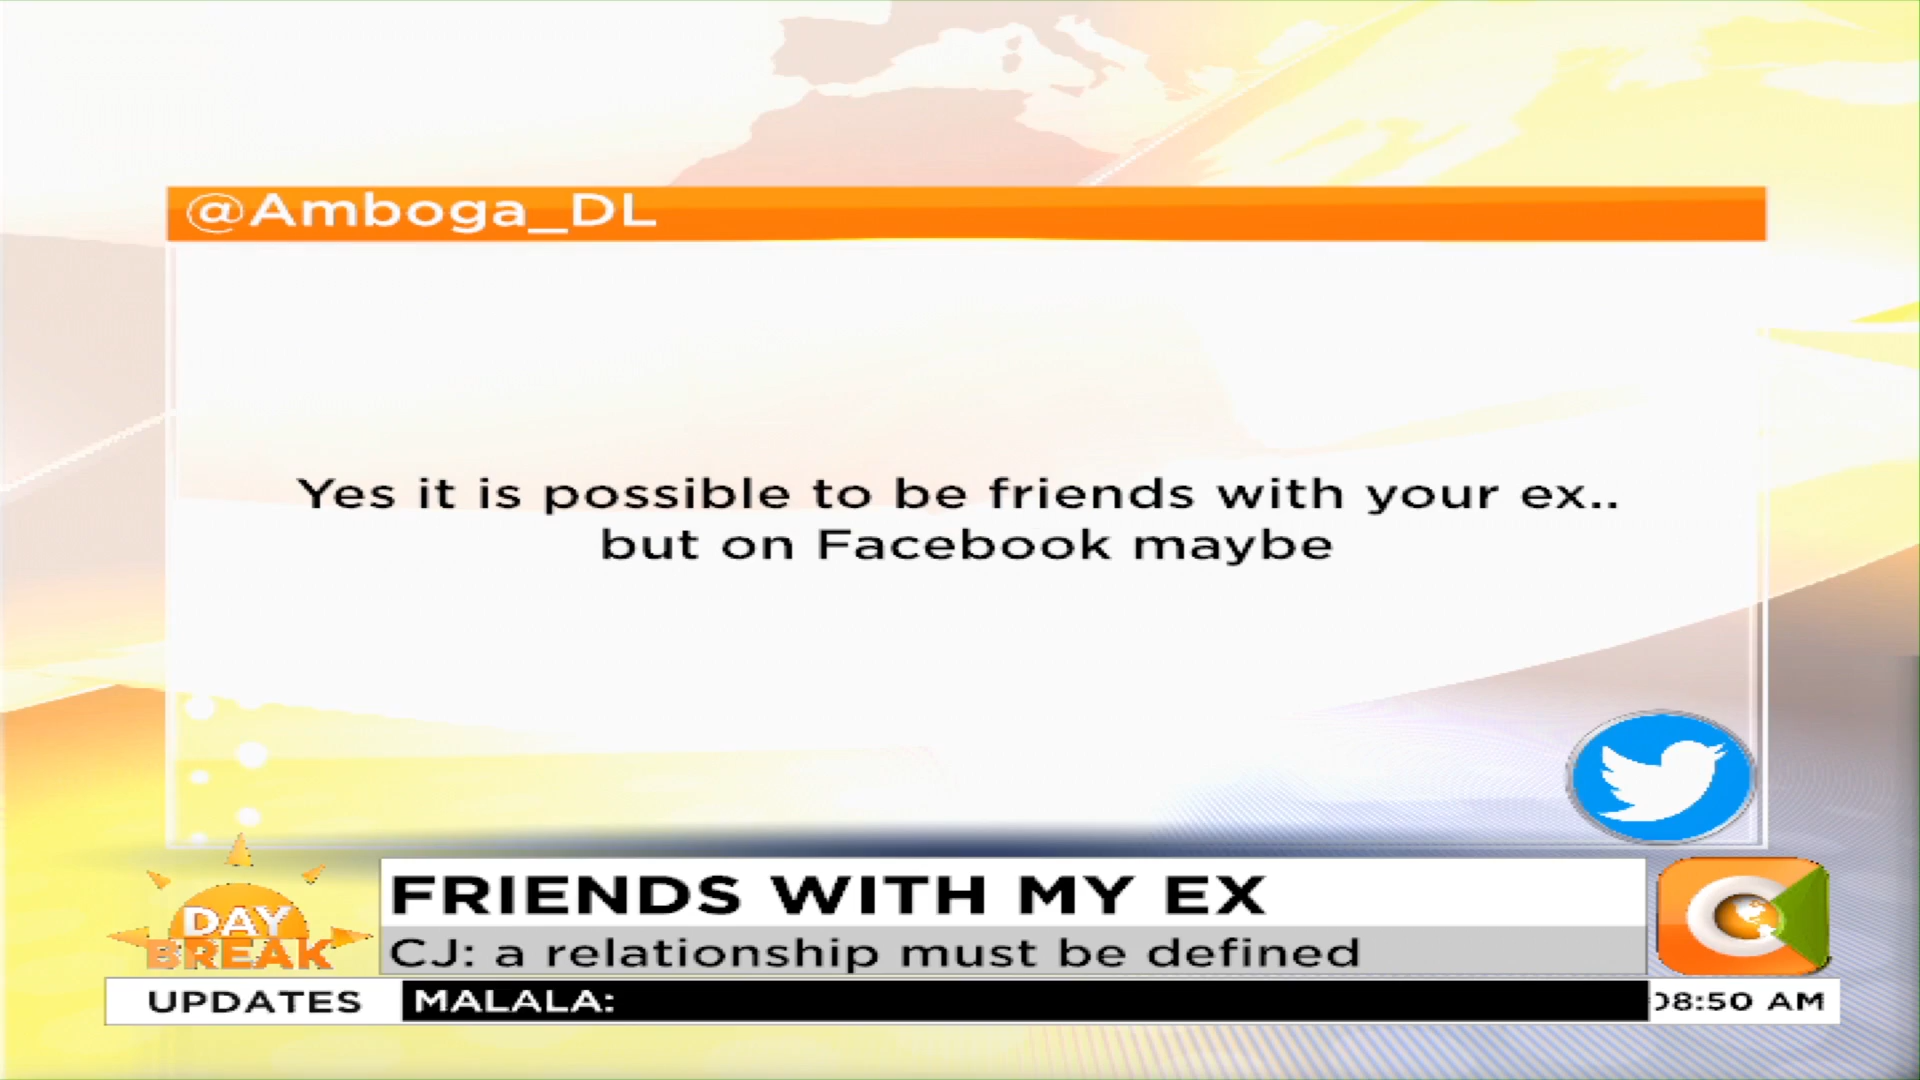 @Amboga_DL
Yes it is possible to be friends with your ex..
but on Facebook maybe
DAY
BREAK
FRIENDS WITH MY EX
CJ: a relationship must be defined
UPDATES
MALALA:
08:50 AM